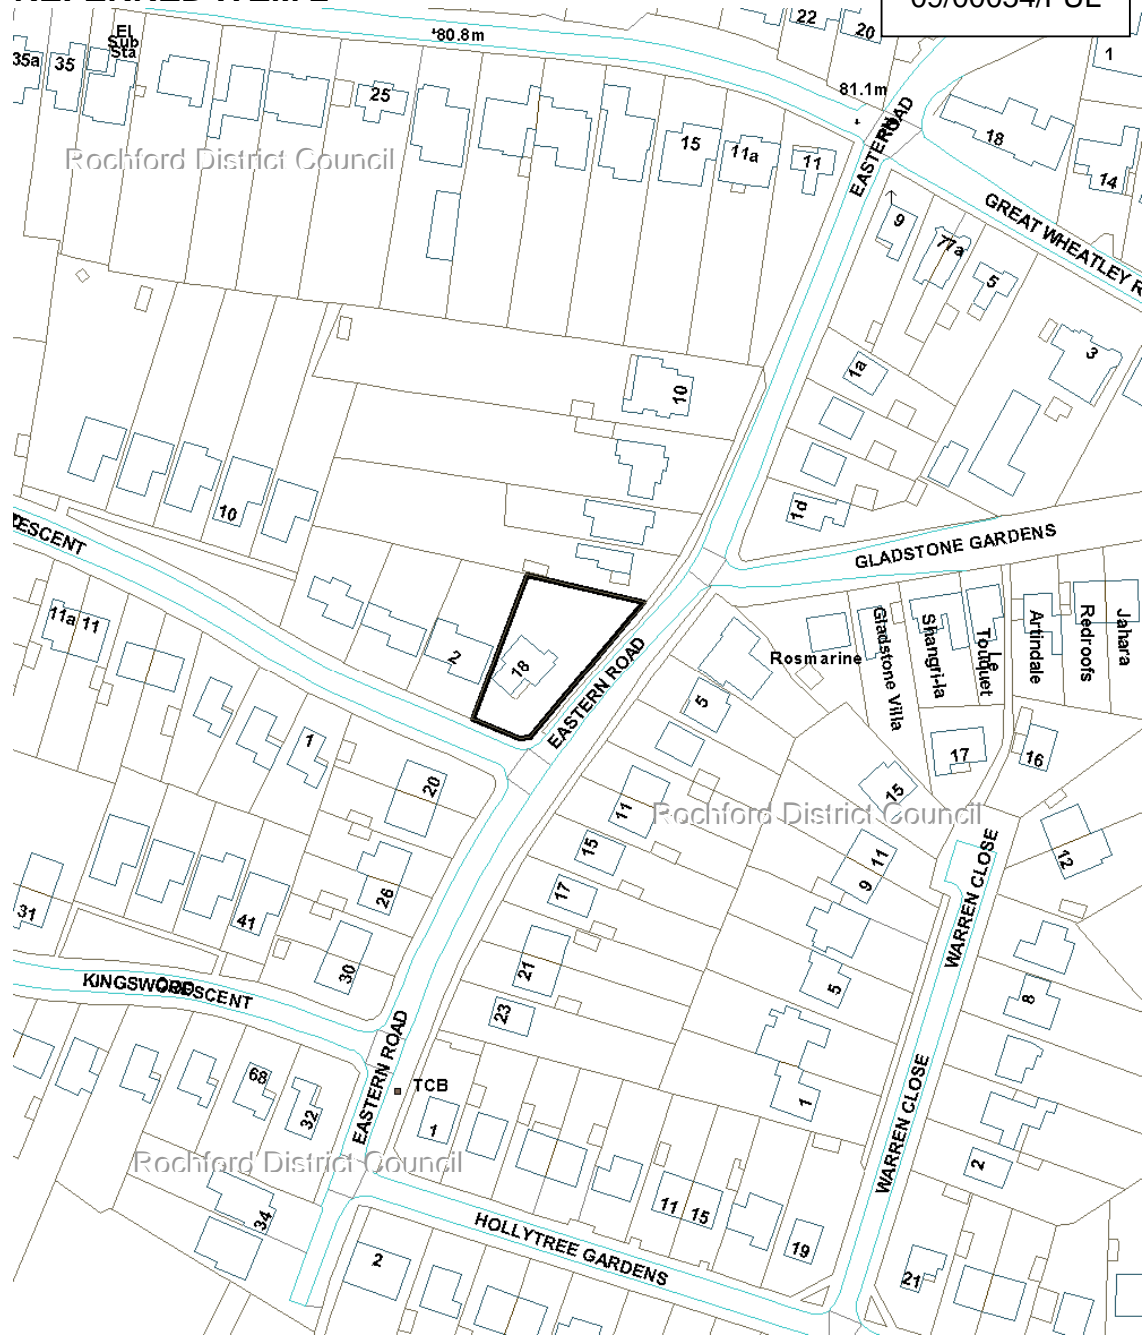 80.8m
22
20
1
El
Sub
Sta
35a
35
25
81.1m
EASTERN ROAD
18
14
15
11a
11
Rochford District Council
GREAT WHEATLEY R
9
77a
5
3
1a
10
10
1d
GLADSTONE GARDENS
11a 11
2
18
EASTERN ROAD
Rosmarine
Gladstone Villa
Shangri-la
Le
Touquet
Artindale
Redroofs
Jahara
5
17
16
1
20
15
11
Rochford District Council
15
12
11
9
WARREN CLOSE
26
17
31
41
30
21
5
8
KINGSWOOD CRESCENT
23
EASTERN ROAD
TCB
68
32
1
1
WARREN CLOSE
2
Rochford District Council
34
11 15
19
HOLLYTREE GARDENS
2
21